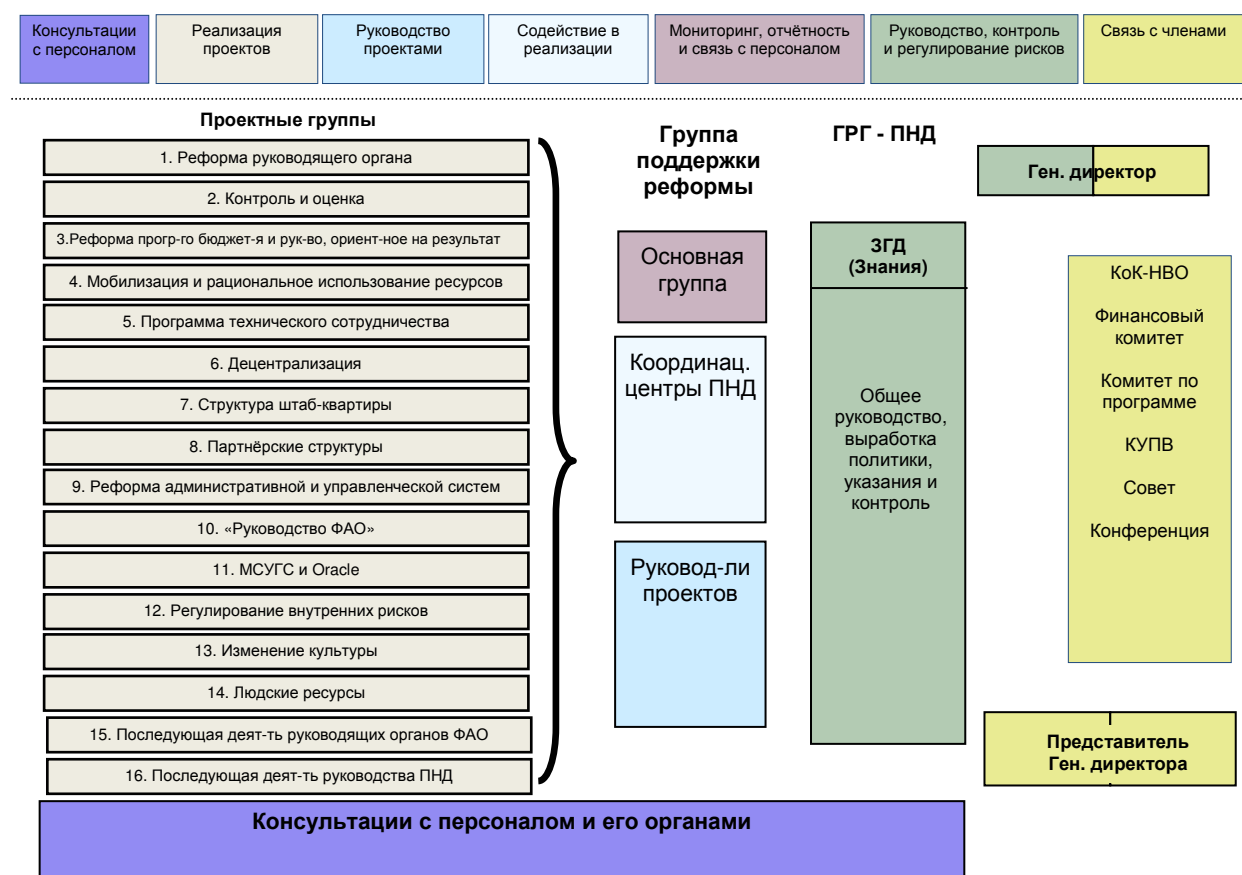 Консультации
с персоналом
Реализация
проектов
Руководство
проектами
Содействие в
реализации
Мониторинг, отчётность
и связь с персоналом
Руководство, контроль
и регулирование рисков
Связь с членами
Проектные группы
1. Реформа руководящего органа
2. Контроль и оценка
3.Реформа прогр-го бюджет-я и рук-во, ориент-ное на результат
4. Мобилизация и рациональное использование ресурсов
5. Программа технического сотрудничества
6. Децентрализация
7. Структура штаб-квартиры
8. Партнёрские структуры
9. Реформа административной и управленческой систем
10. «Руководство ФАО»
11. МСУГС и Oracle
12. Регулирование внутренних рисков
13. Изменение культуры
14. Людские ресурсы
15. Последующая деят-ть руководящих органов ФАО
16. Последующая деят-ть руководства ПНД
Группа
поддержки
реформы
Основная
группа
Координац.
центры ПНД
Руковод-ли
проектов
ГРГ - ПНД
ЗГД
(Знания)
Общее
руководство,
выработка
политики,
указания и
контроль
Ген. директор
КоК-НВО
Финансовый
комитет
Комитет по
программе
КУПВ
Совет
Конференция
Представитель
Ген. директора
Консультации с персоналом и его органами